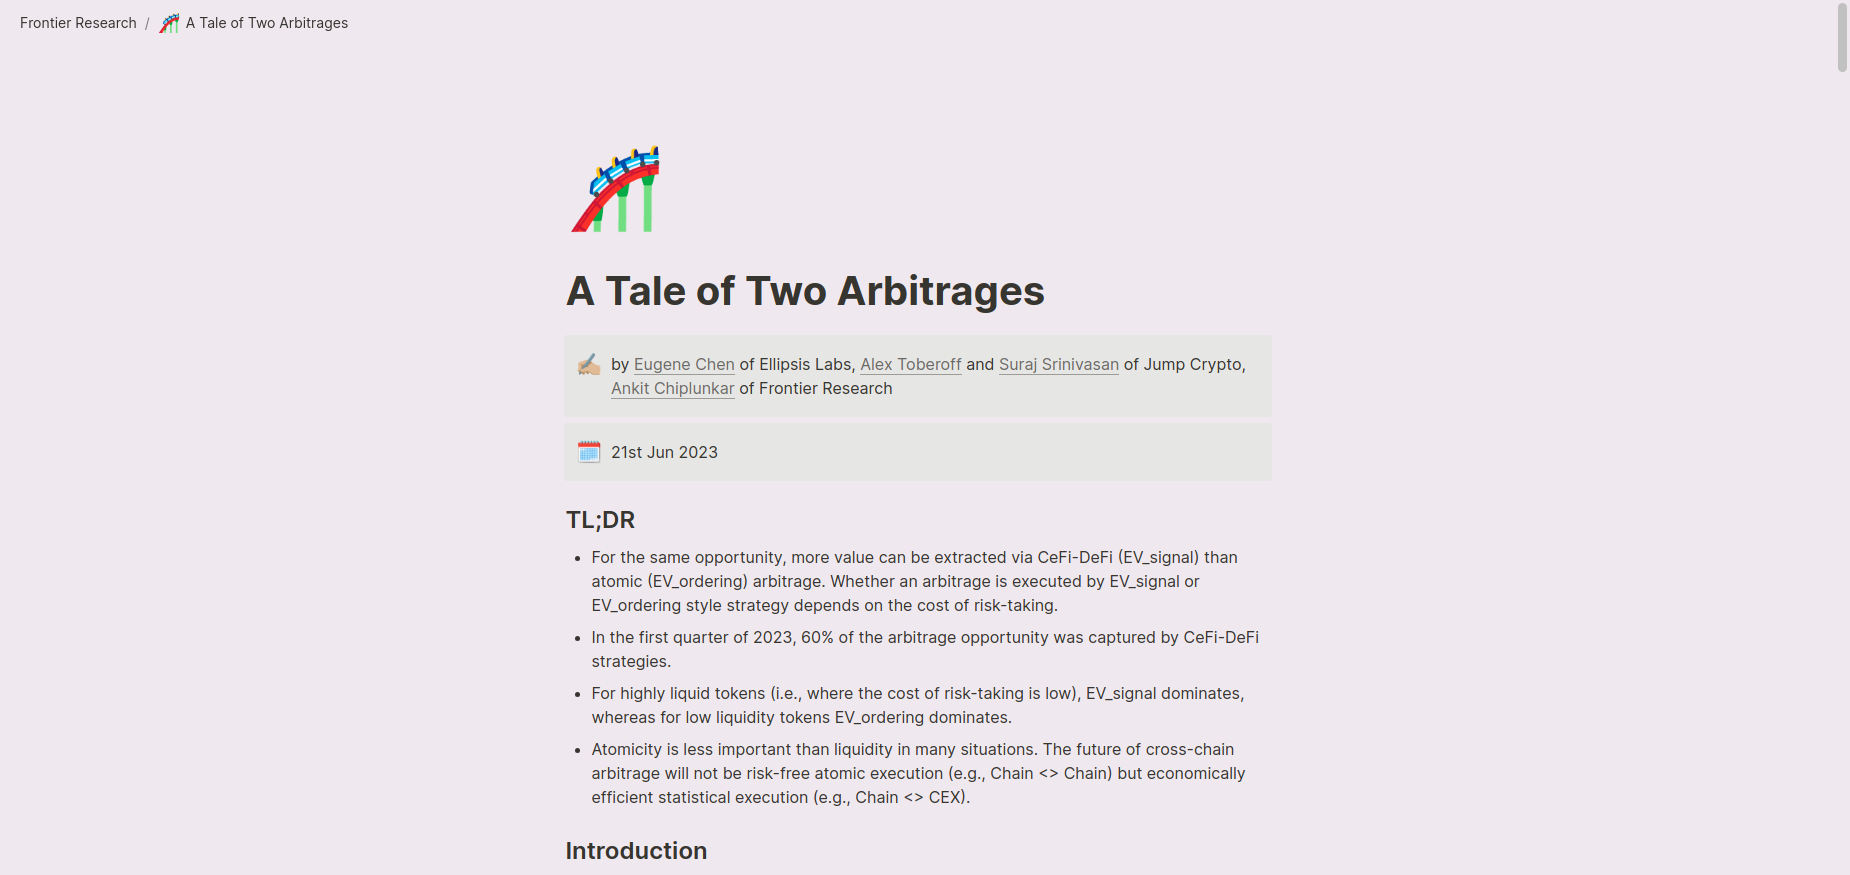 Frontier Research / A Tale of Two Arbitrages
A Tale of Two Arbitrages
by Eugene Chen of Ellipsis Labs, Alex Toberoff and Suraj Srinivasan of Jump Crypto,
Ankit Chiplunkar of Frontier Research
21st Jun 2023
TL;DR
• For the same opportunity, more value can be extracted via CeFi-DeFi (EV_signal) than
atomic (EV_ordering) arbitrage. Whether an arbitrage is executed by EV_signal or
EV_ordering style strategy depends on the cost of risk-taking.
• In the first quarter of 2023, 60% of the arbitrage opportunity was captured by CeFi-DeFi
strategies.
• For highly liquid tokens (i.e., where the cost of risk-taking is low), EV_signal dominates,
whereas for low liquidity tokens EV_ordering dominates.
• Atomicity is less important than liquidity in many situations. The future of cross-chain
arbitrage will not be risk-free atomic execution (e.g., Chain <> Chain) but economically
efficient statistical execution (e.g., Chain <> CEX).
Introduction